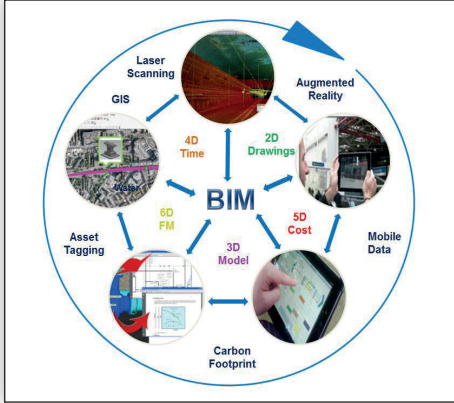 Laser
Scanning
Augmented
Reality
GIS
4D
Time
2D
Drawings
Water
BIM
6D
FM
5D
Cost
Asset
Tagging
3D
Model
Mobile
Data
Carbon
Footprint